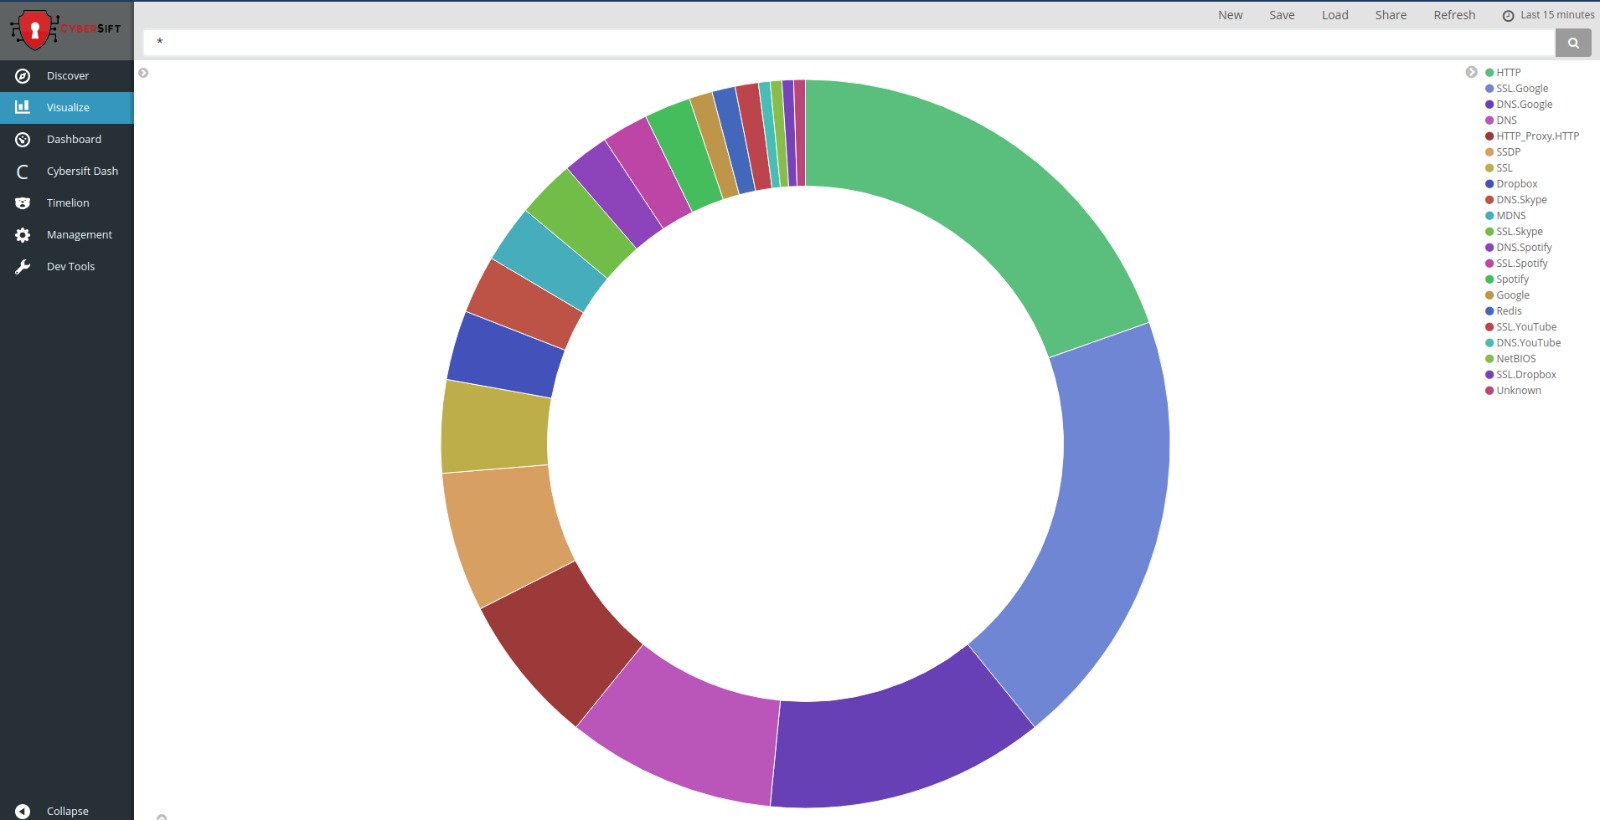 CYBERSIFT
New Save Load Share Refresh Last 15 minutes
*
Discover
Visualize
Dashboard
C Cybersift Dash
Timelion
Management
Dev Tools
Collapse
HTTP
SSL.Google
DNS.Google
DNS
HTTP_Proxy.HTTP
SSDP
SSL
Dropbox
DNS.Skype
MDNS
SSL.Skype
DNS.Spotify
SSL.Spotify
Spotify
Google
Redis
SSL.YouTube
DNS.YouTube
NetBIOS
SSL.Dropbox
Unknown